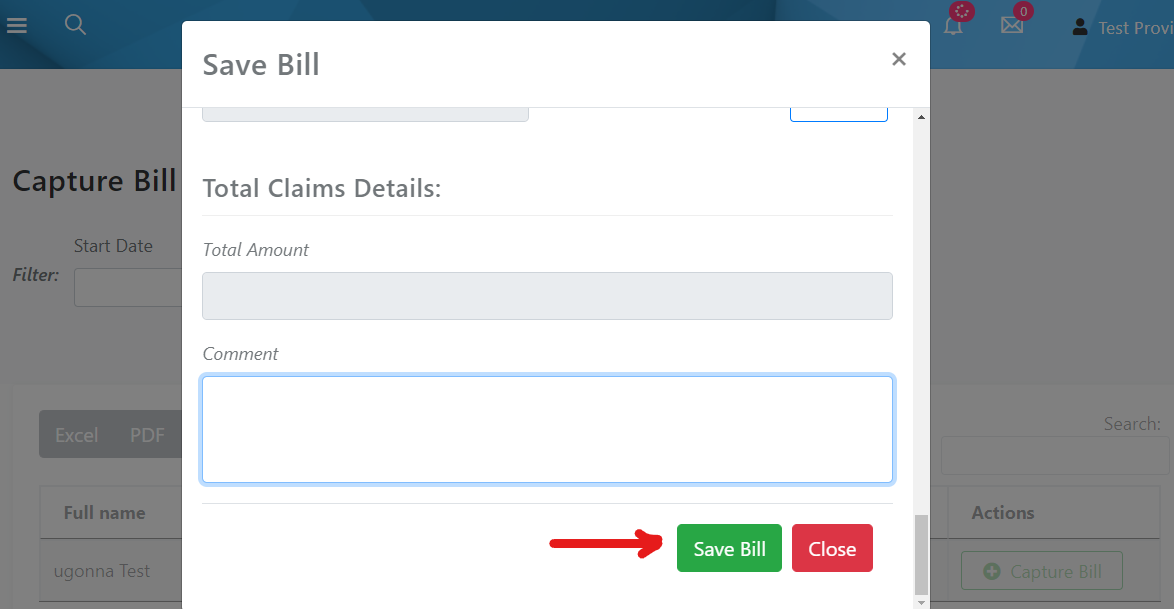 0
Test Provi
Save Bill
×
Capture Bill
Total Claims Details:
Start Date
Filter:
Total Amount
Comment
Excel PDF
Search:
Full name
Actions
ugonna Test
Capture Bill
Save Bill
Close